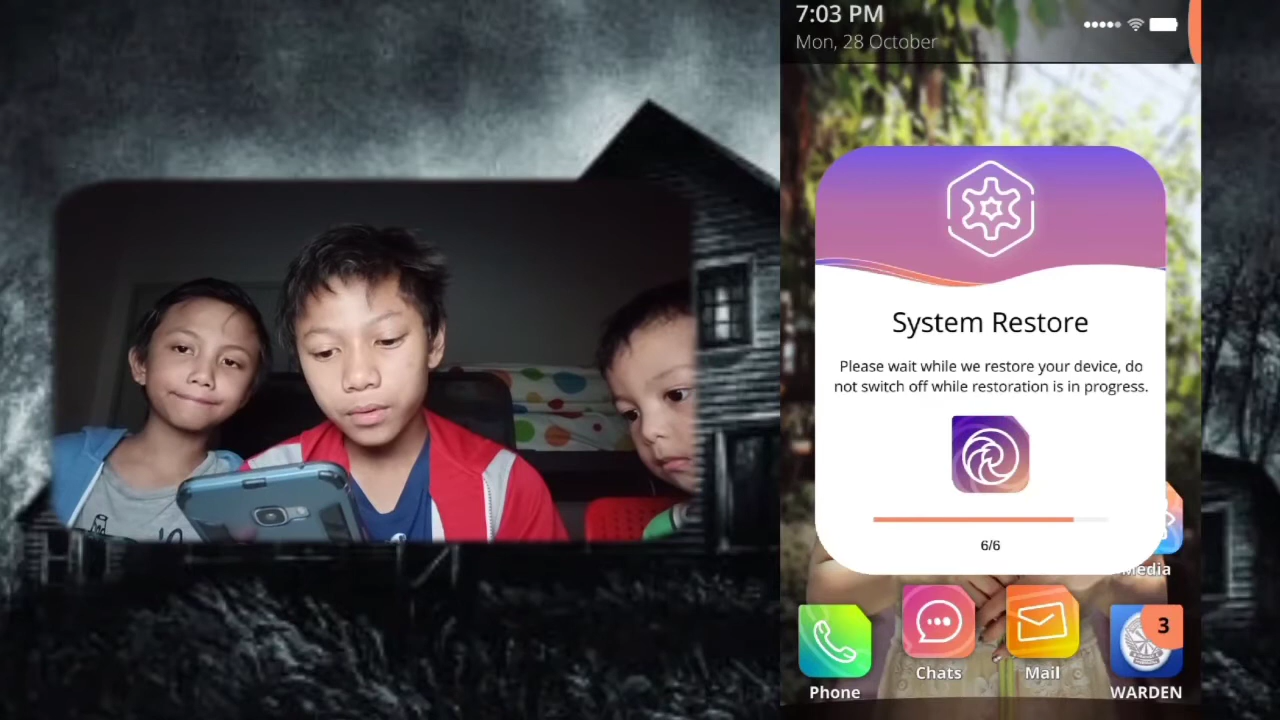 7:03 PM
Mon, 28 October
System Restore
Please wait while we restore your device, do
not switch off while restoration is in progress.
6/6
Media
3
Phone
Chats
Mail
WARDEN